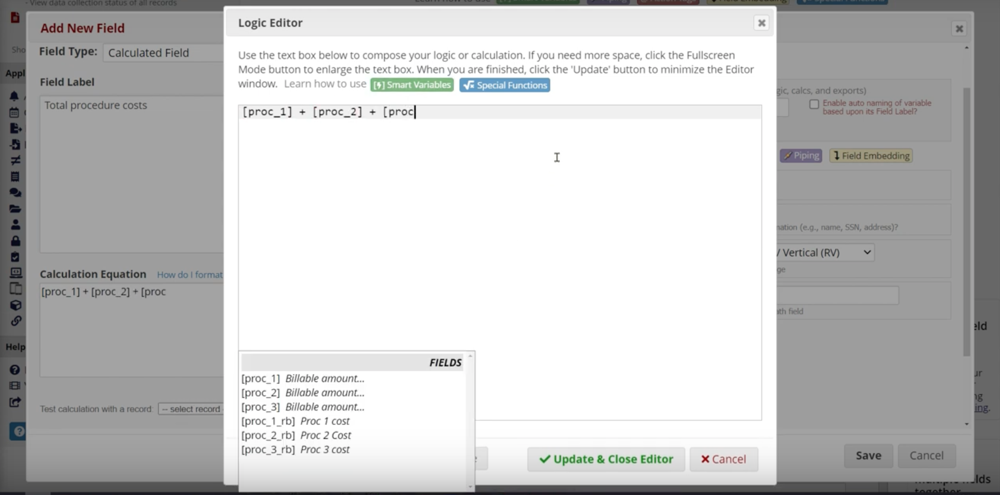 - View data collection status of all records
Add New Field
Field Type: Calculated Field
Field Label
Total procedure costs
Calculation Equation How do I format
[proc_1] + [proc_2] + [proc
Test calculation with a record: -- select record
Sho
Appl
Help
Logic Editor
Use the text box below to compose your logic or calculation. If you need more space, click the Fullscreen
Mode button to enlarge the text box. When you are finished, click the 'Update' button to minimize the Editor
window. Learn how to use [⚡] Smart Variables √x Special Functions
[proc_1] + [proc_2] + [proc
FIELDS
[proc_1] Billable amount...
[proc_2] Billable amount...
[proc_3] Billable amount...
[proc_1_rb] Proc 1 cost
[proc_2_rb] Proc 2 Cost
[proc_3_rb] Proc 3 cost
Update & Close Editor
Cancel
gic, calcs, and exports)
Enable auto naming of variable
based upon its Field Label?
Piping Field Embedding
mation (e.g., name, SSN, address)?
/ Vertical (RV)
ge
ath field
Save Cancel
eld
ur
ng
ing.
multiple fields
together